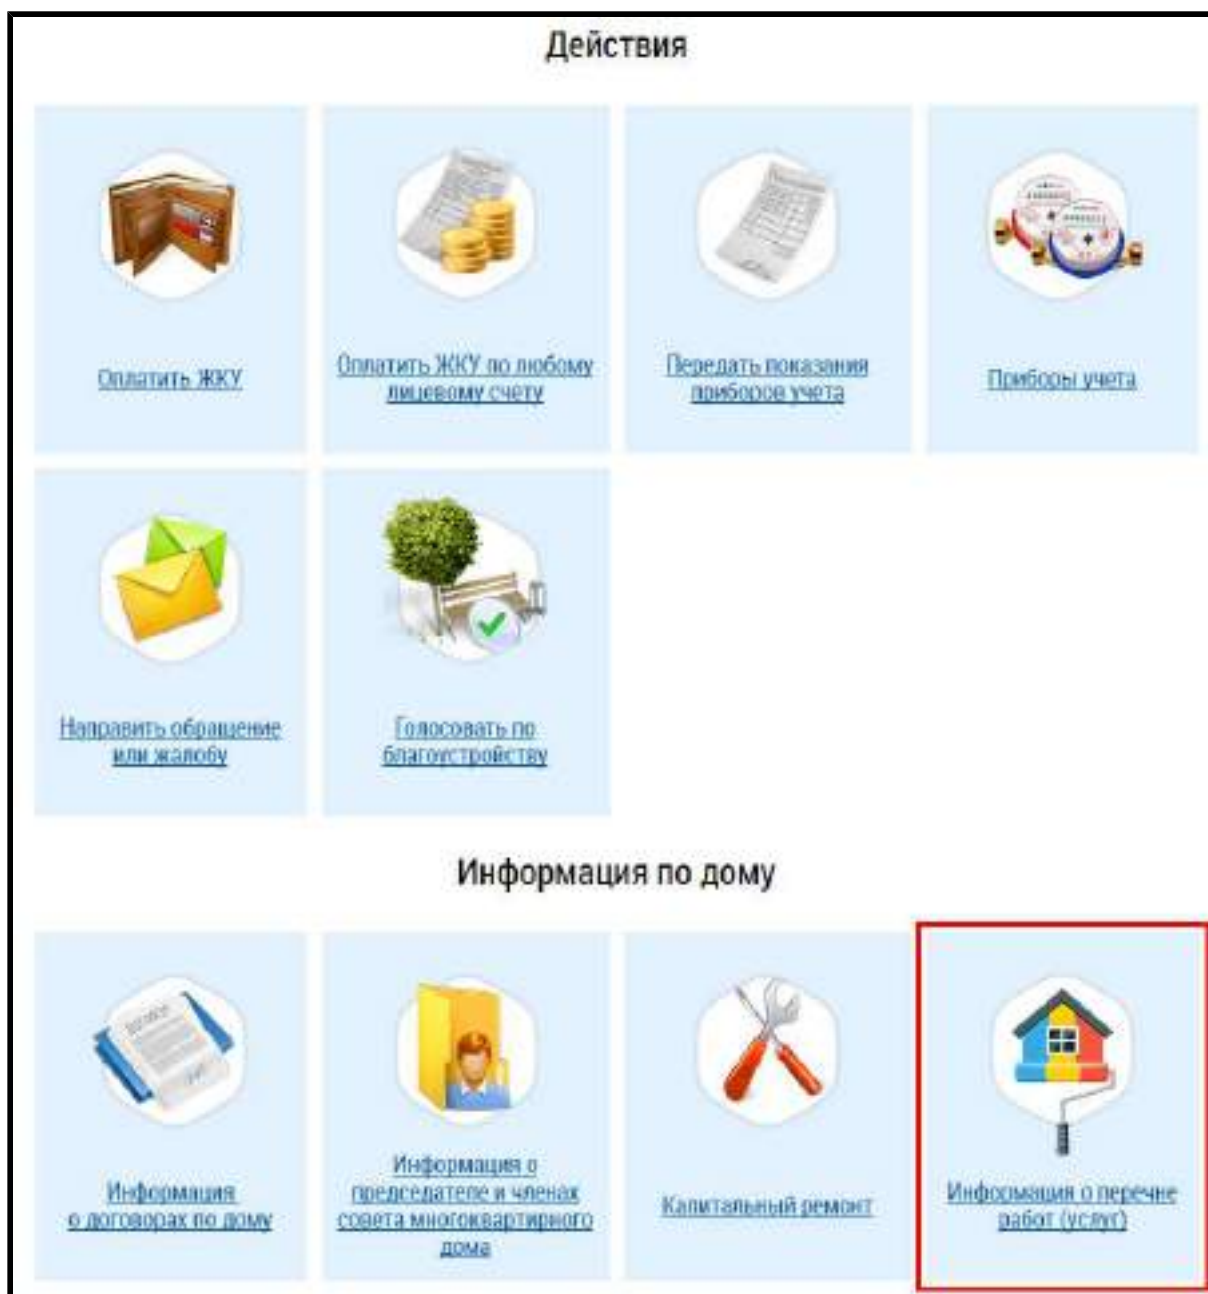 Действия
Оплатить ЖКУ
Оплатить ЖКУ по любому
лицевому счету
Передать показания
приборов учета
Приборы учета
Направить обращение
или жалобу
Голосовать по
благоустройству
Информация по дому
Информация
о договорах по дому
Информация о
председателе и членах
совета многоквартирного
дома
Капитальный ремонт
Информация о перечне
работ (услуг)